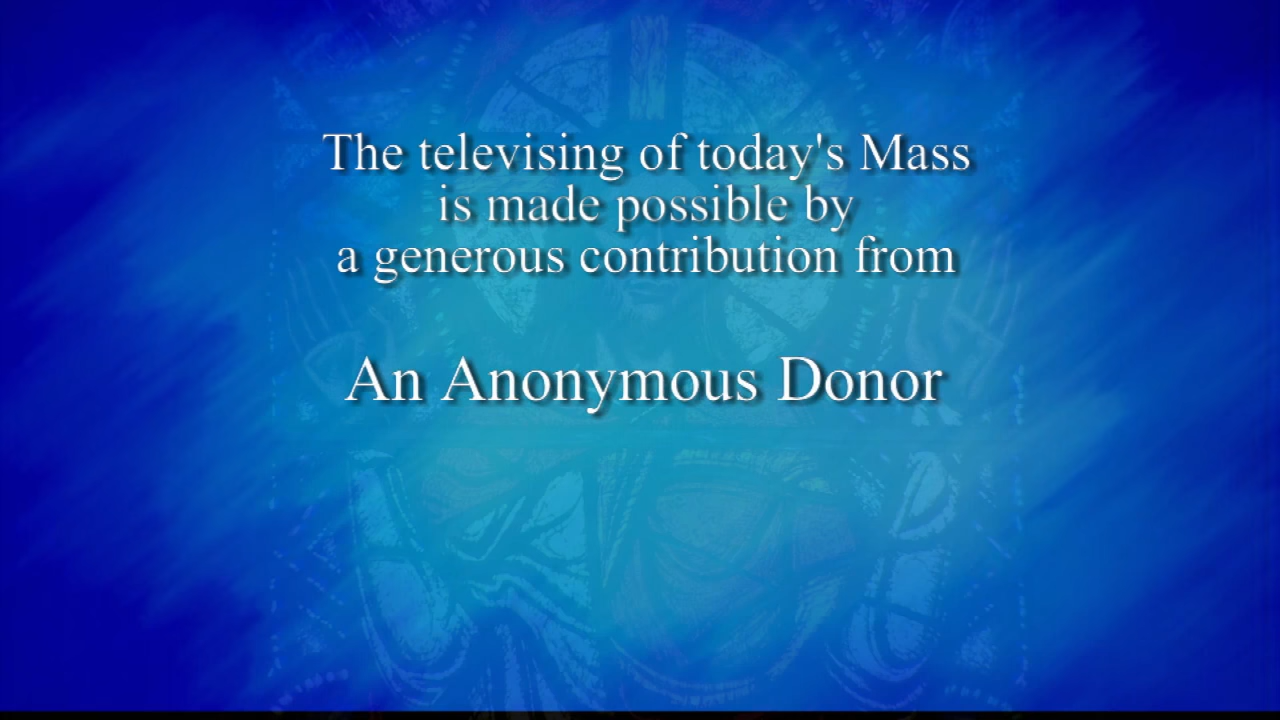 The televising of today's Mass
is made possible by
a generous contribution from
An Anonymous Donor